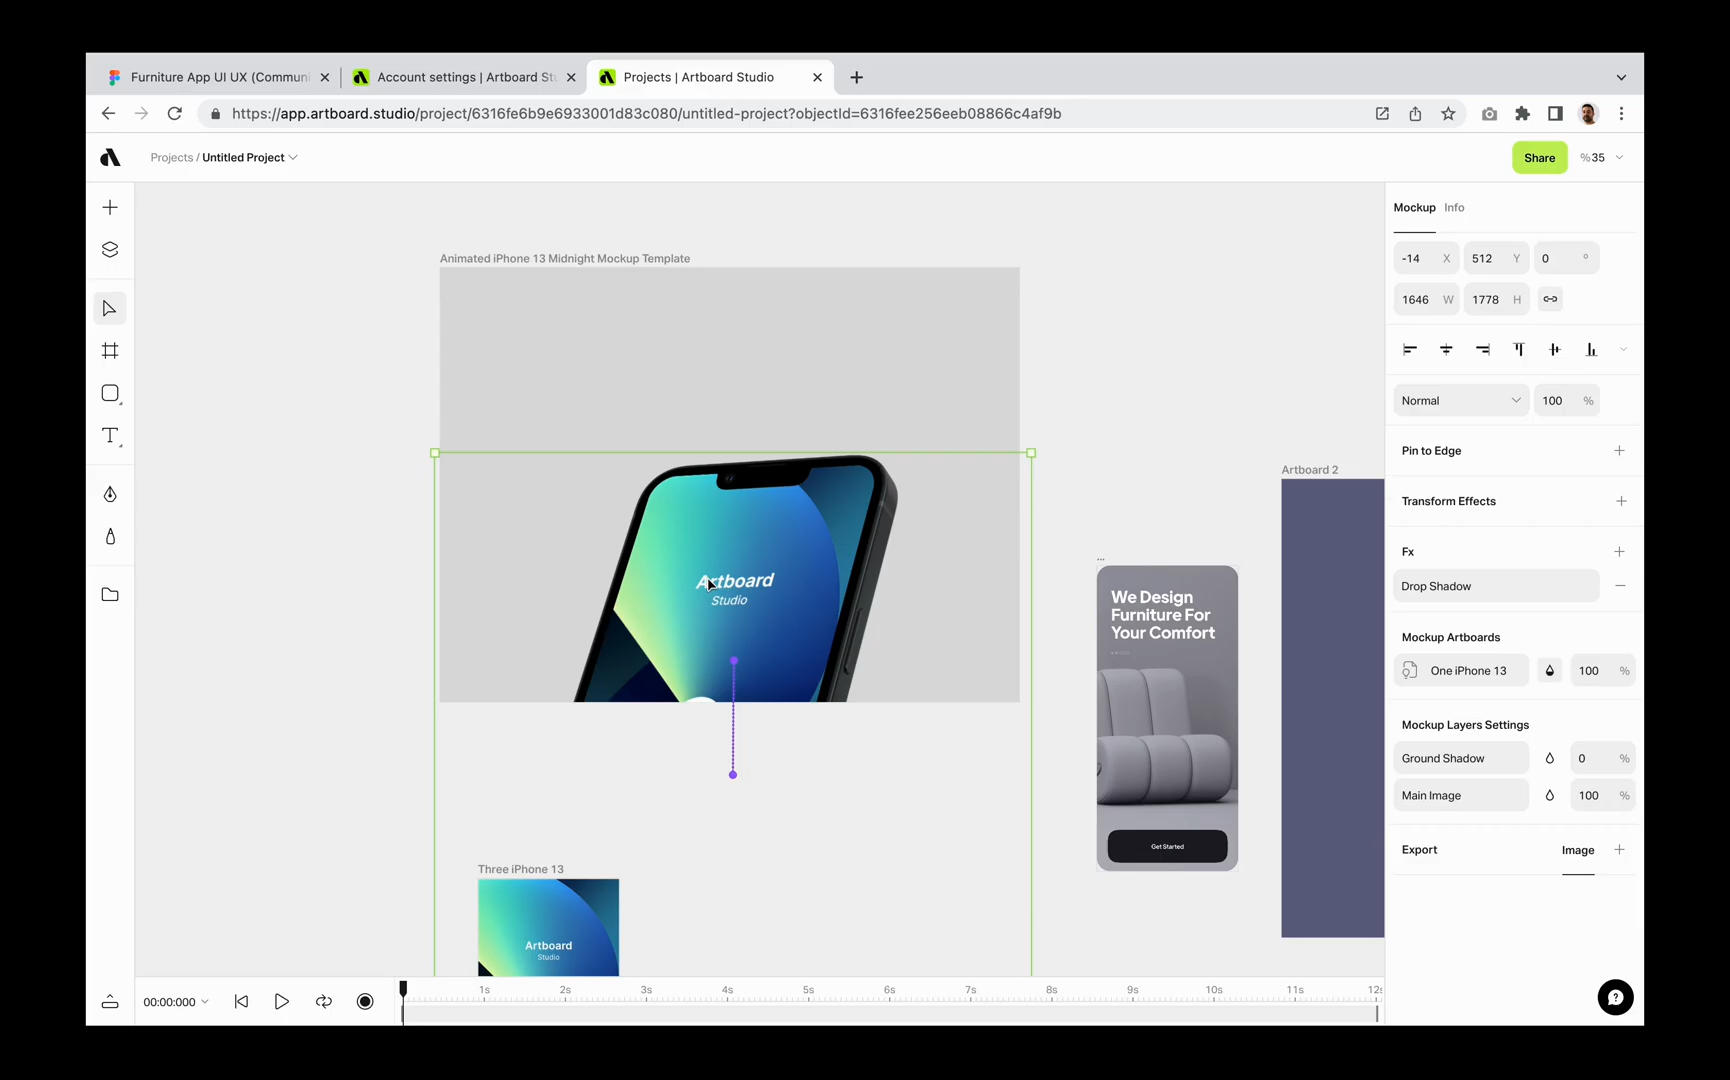 Furniture App UI UX (Communi
Account settings | Artboard Stu
Projects | Artboard Studio
https://app.artboard.studio/project/6316fe6b9e6933001d83c080/untitled-project?objectId=6316fee256eeb08866c4af9b
Projects / Untitled Project
Share
%35
Mockup
Info
-14 X
512 Y
0 °
1646 W
1778 H
Normal
100 %
Pin to Edge
Transform Effects
Fx
Drop Shadow
Mockup Artboards
One iPhone 13
100 %
Mockup Layers Settings
Ground Shadow
0 %
Main Image
100 %
Export
Image
Animated iPhone 13 Midnight Mockup Template
Artboard
Studio
...
We Design
Furniture For
Your Comfort
Get Started
Artboard 2
Three iPhone 13
Artboard
Studio
00:00:000
1s 2s 3s 4s 5s 6s 7s 8s 9s 10s 11s 12s